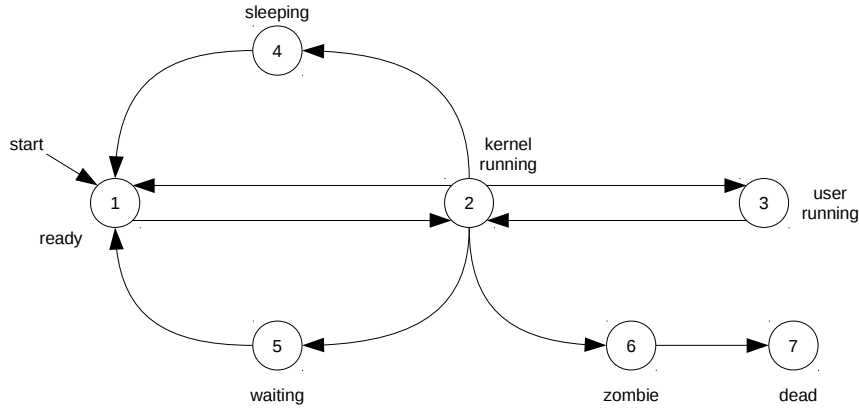 sleeping
4
start
kernel
running
1
2
3
user
running
ready
5
6
7
waiting
zombie
dead